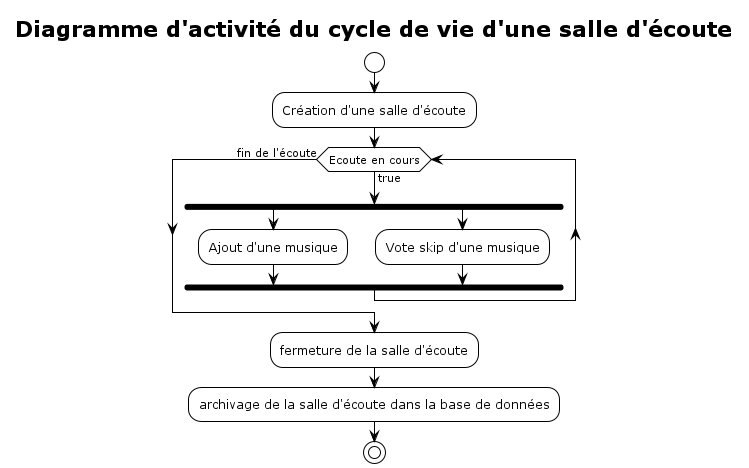 Diagramme d'activité du cycle de vie d'une salle d'écoute
Création d'une salle d'écoute
fin de l'écoute
Ecoute en cours
true
Ajout d'une musique
Vote skip d'une musique
fermeture de la salle d'écoute
archivage de la salle d'écoute dans la base de données